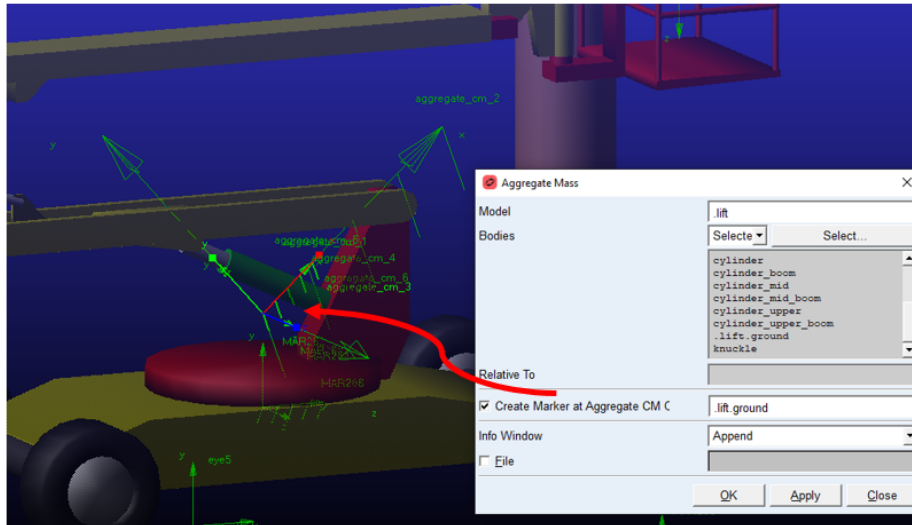 z
aggregate_cm_2
y
x
Aggregate Mass
Model
.lift
Bodies
Selecte
Select...
cylinder
cylinder_boom
cylinder_mid
cylinder_mid_boom
cylinder_upper
cylinder_upper_boom
.lift.ground
knuckle
Relative To
Create Marker at Aggregate CM C
.lift.ground
Info Window
Append
File
OK
Apply
Close
y
aggregate_cm_4
aggregate_cm_6
aggregate_cm_3
y
MAR266
z
y
eye5